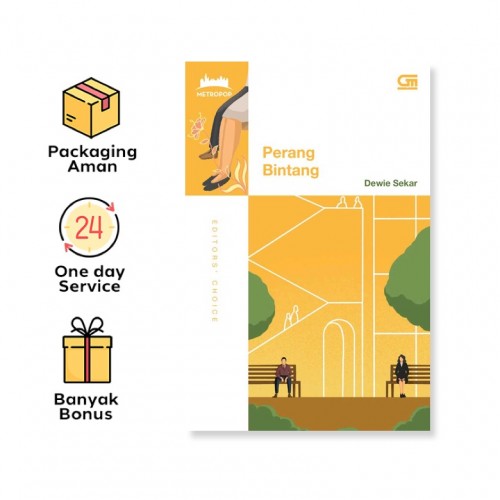 Packaging
Aman
24
One day
Service
Banyak
Bonus
METROPOP
GM
Perang
Bintang
Dewie Sekar
EDITORS' CHOICE